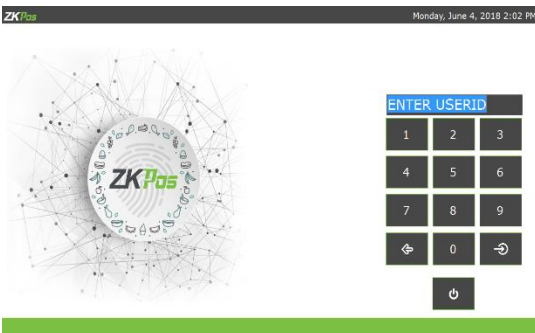 ZKPos
Monday, June 4, 2018 2:02 PM
ZKPos
ENTER USERID
1 2 3
4 5 6
7 8 9
0